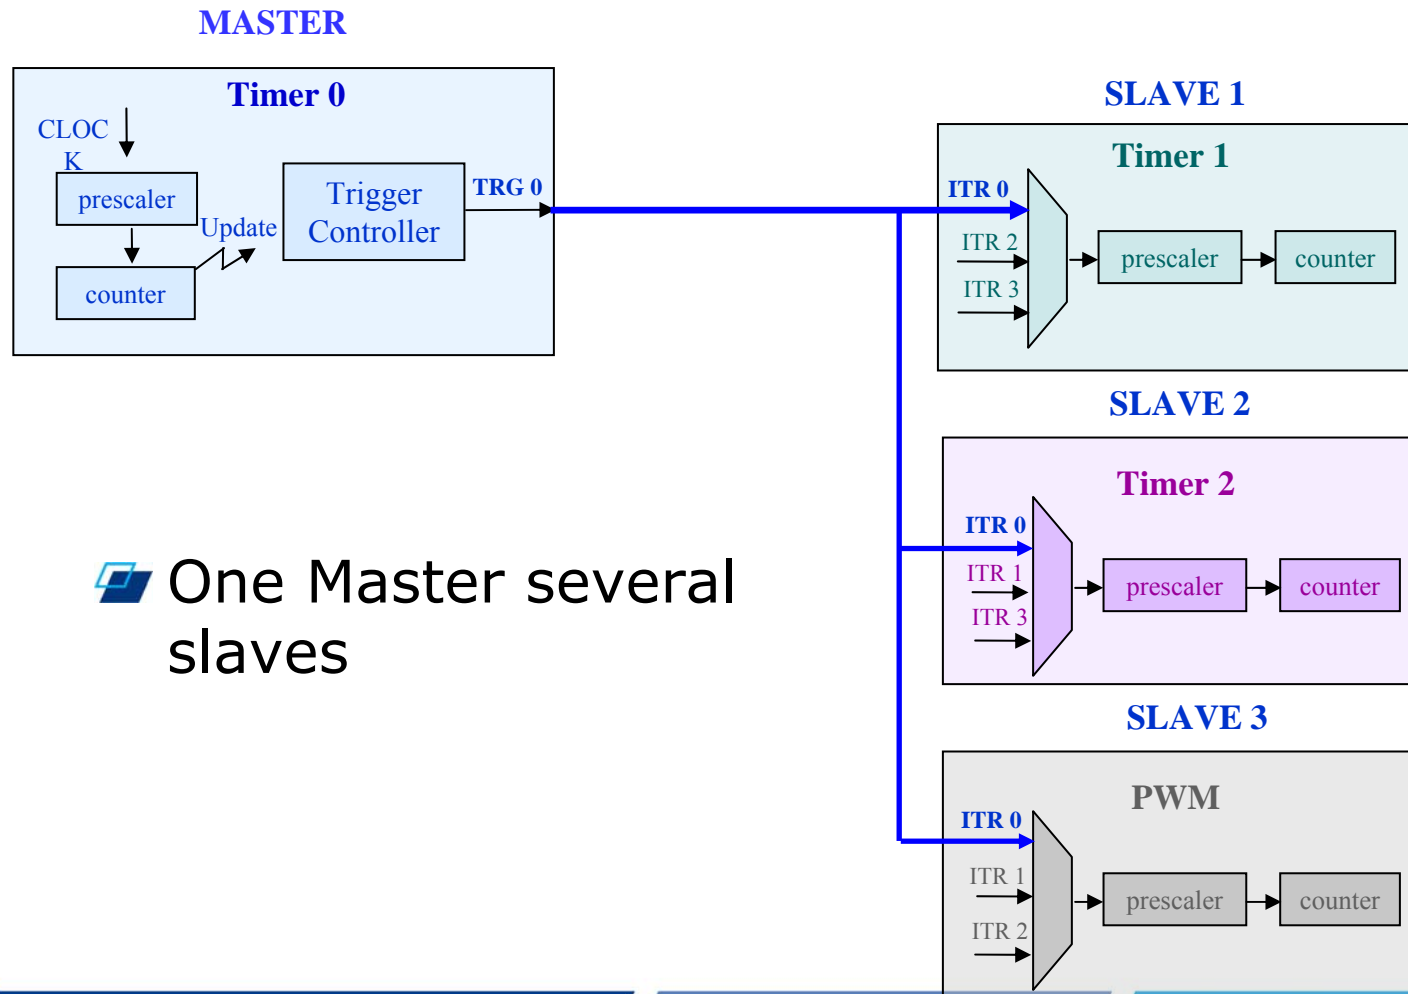 MASTER
Timer 0
CLOC
K
prescaler
Update
counter
Trigger
Controller
TRG 0
SLAVE 1
Timer 1
ITR 0
ITR 2
ITR 3
prescaler
counter
SLAVE 2
Timer 2
ITR 0
ITR 1
ITR 3
prescaler
counter
One Master several
slaves
SLAVE 3
PWM
ITR 0
ITR 1
ITR 2
prescaler
counter